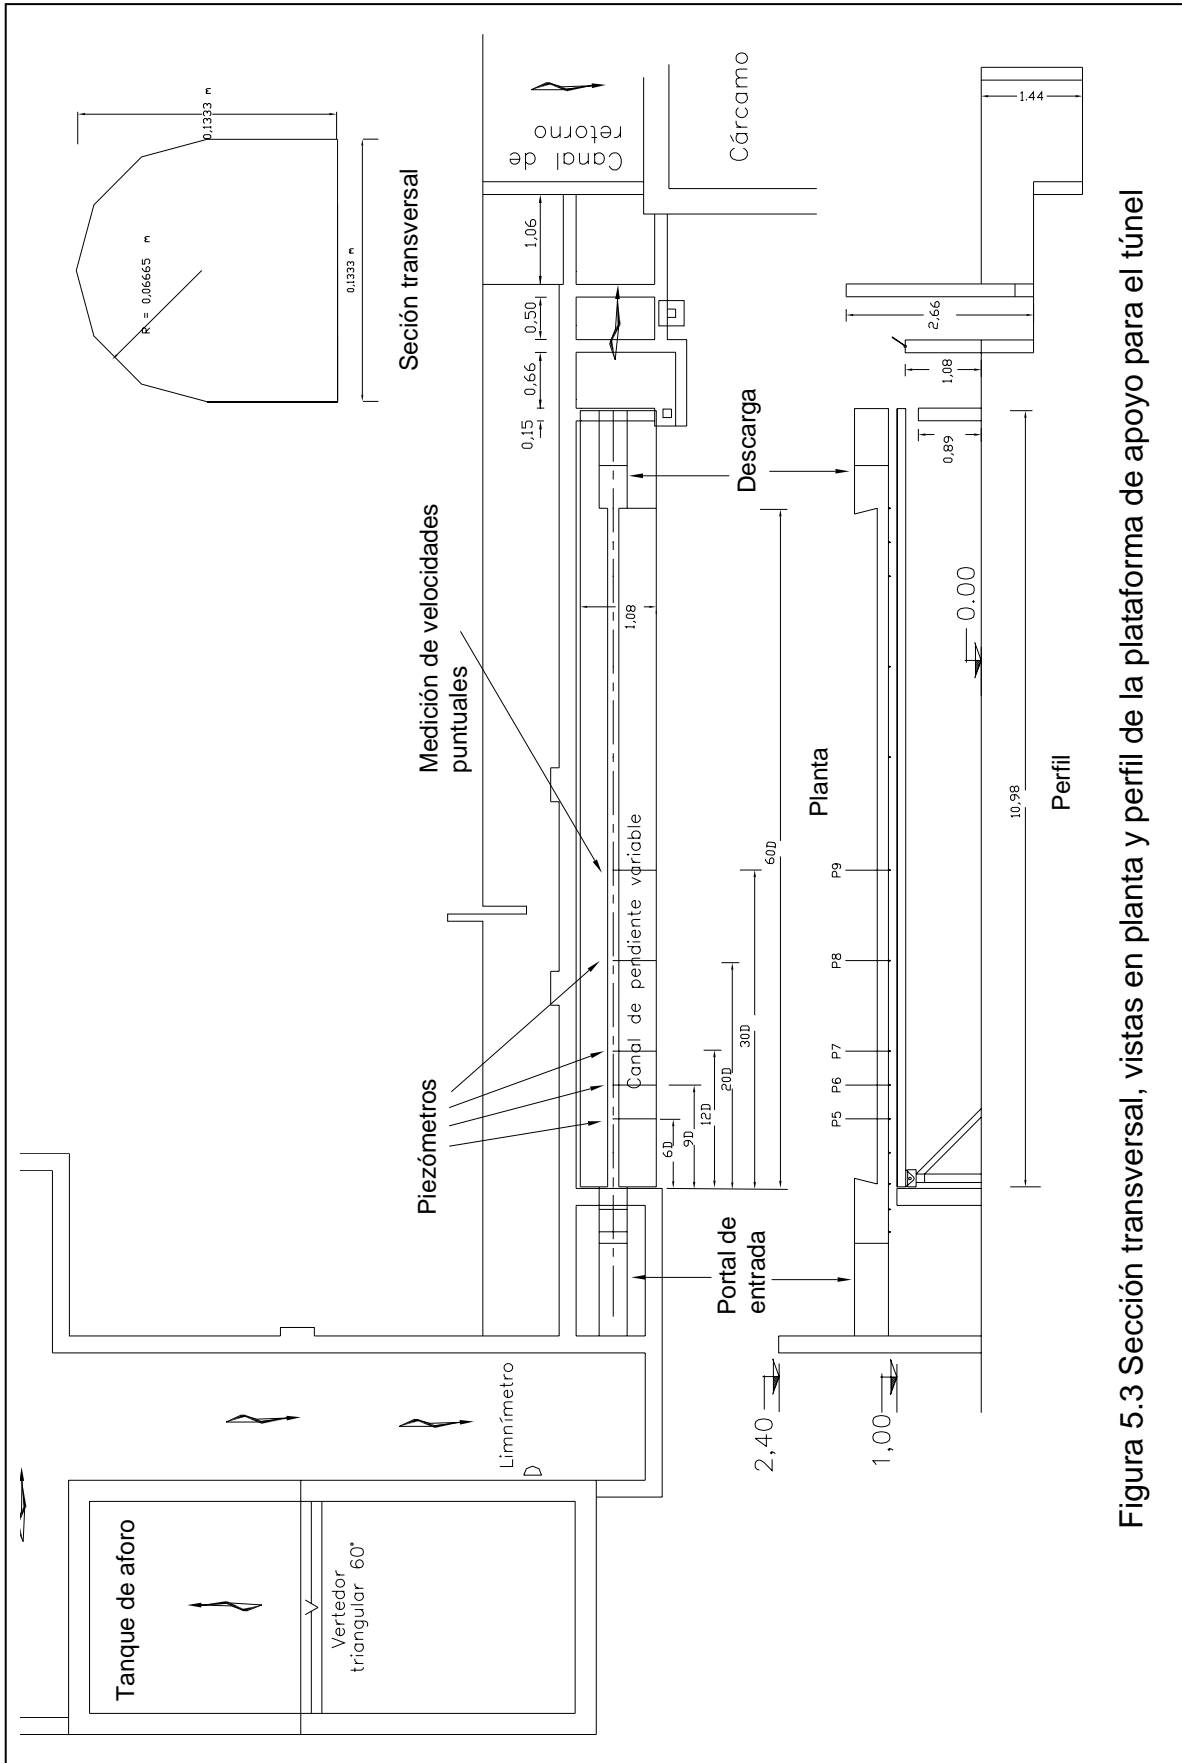 Tanque de aforo
Vertedor
triangular 60°
Limnímetro
2,40
1,00
Portal de
entrada
Piezómetros
Medición de velocidades
puntuales
Canal de pendiente variable
6D
9D
12D
20D
30D
60D
1,08
Planta
P5
P6
P7
P8
P9
Descarga
0,15
0,66
0,50
1,06
Canal de
retorno
Cárcamo
R = 0,06665 m
0,1333 m
0,1333 m
Seción transversal
0.00
10,98
0,89
1,08
2,66
1.44
Perfil
Figura 5.3 Sección transversal, vistas en planta y perfil de la plataforma de apoyo para el túnel